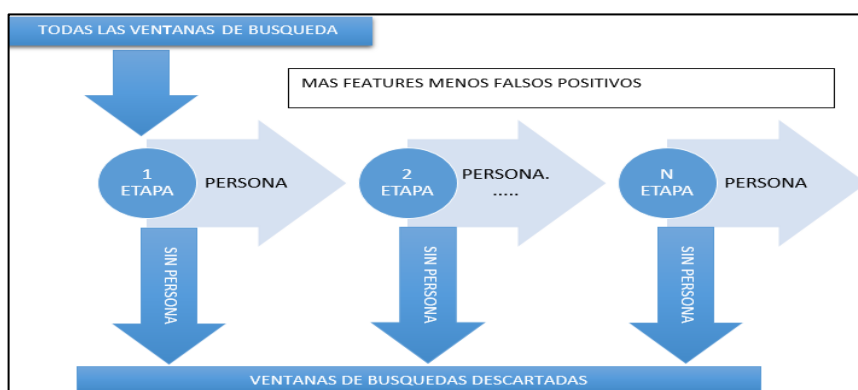 TODAS LAS VENTANAS DE BUSQUEDA
MAS FEATURES MENOS FALSOS POSITIVOS
1
ETAPA
PERSONA
2
ETAPA
PERSONA.
.....
N
ETAPA
PERSONA
SIN PERSONA
SIN PERSONA
SIN PERSONA
VENTANAS DE BUSQUEDAS DESCARTADAS